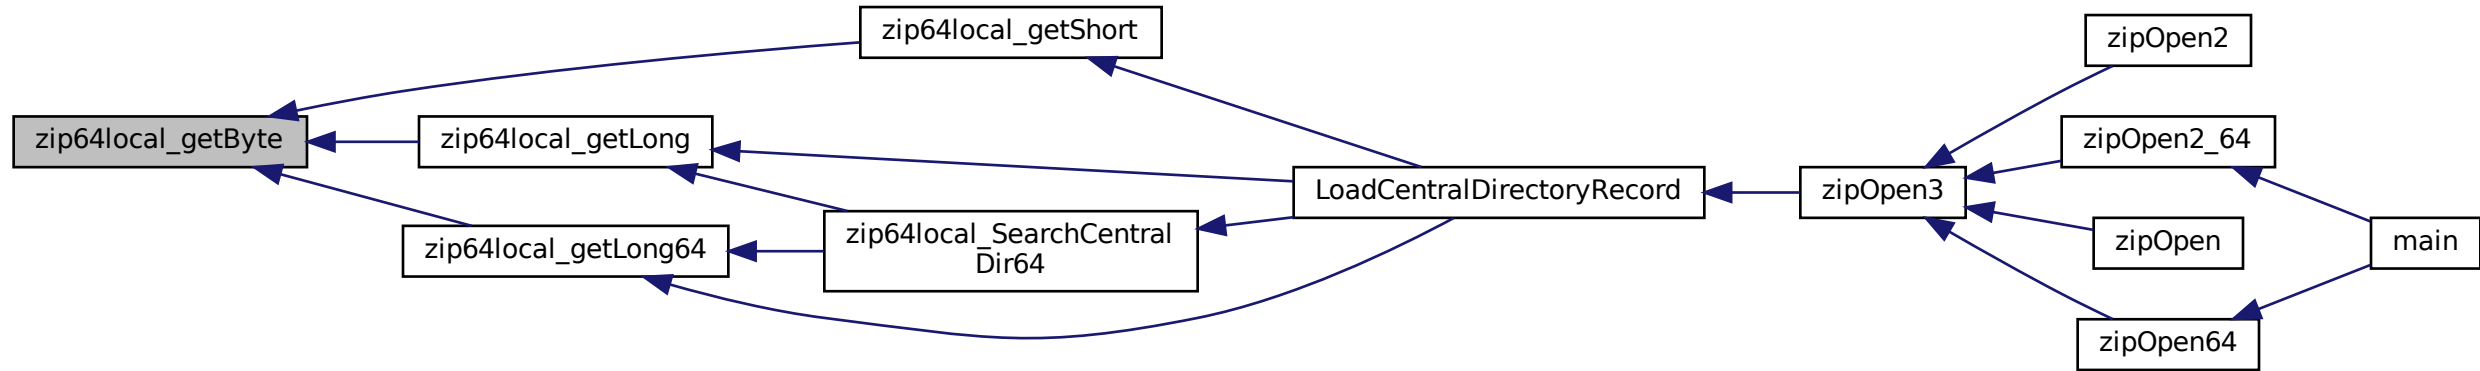 zip64local_getByte
zip64local_getShort
zip64local_getLong
zip64local_getLong64
zip64local_SearchCentral
Dir64
LoadCentralDirectoryRecord
zipOpen3
zipOpen2
zipOpen2_64
zipOpen
zipOpen64
main